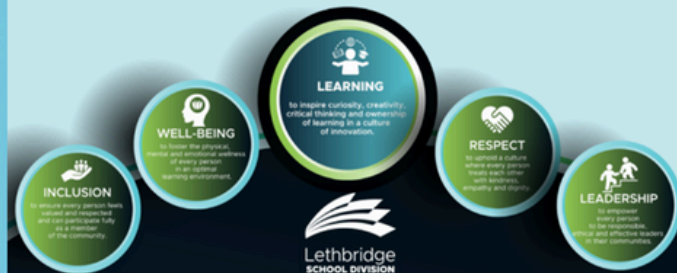 INCLUSION
to ensure every person feels
valued and respected
and can participate fully
as a member
of the community.
WELL-BEING
to foster the physical,
mental and emotional wellness
of every person
in an optimal
learning environment.
LEARNING
to inspire curiosity, creativity,
critical thinking and ownership
of learning in a culture
of innovation.
RESPECT
to uphold a culture
where every person
treats each other
with kindness,
empathy and dignity.
LEADERSHIP
to empower
every person
to be responsible,
ethical and effective leaders
in their communities.
Lethbridge
SCHOOL DIVISION